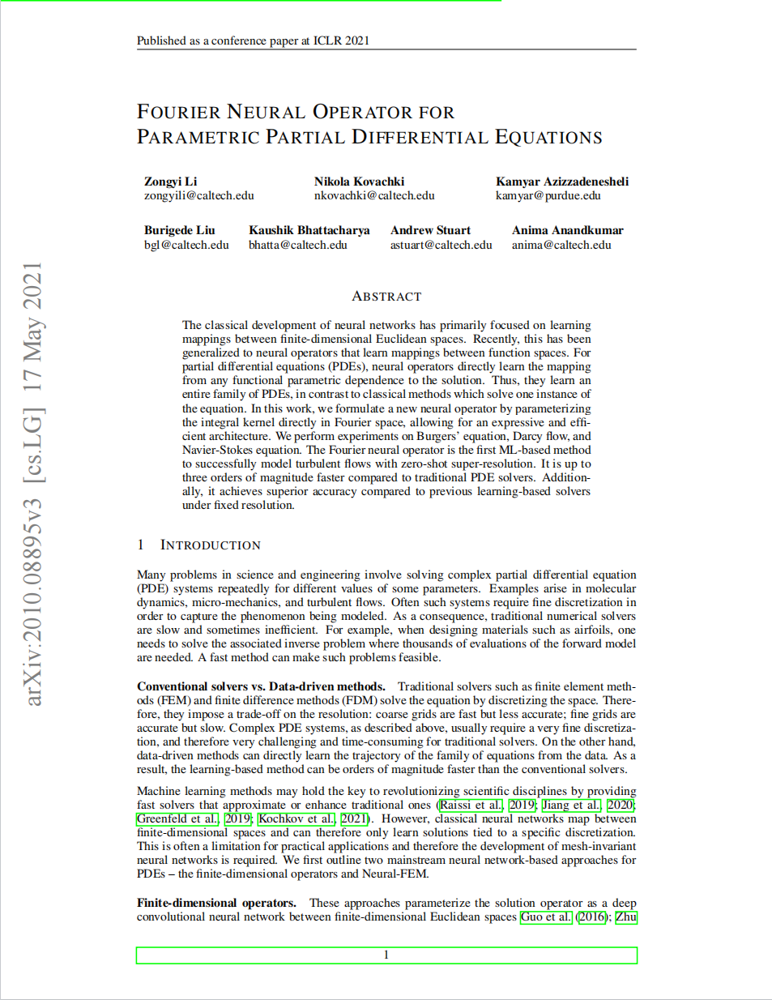 Published as a conference paper at ICLR 2021
FOURIER NEURAL OPERATOR FOR
PARAMETRIC PARTIAL DIFFERENTIAL EQUATIONS
Zongyi Li
zongyili@caltech.edu
Nikola Kovachki
nkovachki@caltech.edu
Kamyar Azizzadenesheli
kamyar@purdue.edu
Burigede Liu
bgl@caltech.edu
Kaushik Bhattacharya
bhatta@caltech.edu
Andrew Stuart
astuart@caltech.edu
Anima Anandkumar
anima@caltech.edu
ABSTRACT
The classical development of neural networks has primarily focused on learning
mappings between finite-dimensional Euclidean spaces. Recently, this has been
generalized to neural operators that learn mappings between function spaces. For
partial differential equations (PDEs), neural operators directly learn the mapping
from any functional parametric dependence to the solution. Thus, they learn an
entire family of PDEs, in contrast to classical methods which solve one instance of
the equation. In this work, we formulate a new neural operator by parameterizing
the integral kernel directly in Fourier space, allowing for an expressive and effi-
cient architecture. We perform experiments on Burgers' equation, Darcy flow, and
Navier-Stokes equation. The Fourier neural operator is the first ML-based method
to successfully model turbulent flows with zero-shot super-resolution. It is up to
three orders of magnitude faster compared to traditional PDE solvers. Addition-
ally, it achieves superior accuracy compared to previous learning-based solvers
under fixed resolution.
1 INTRODUCTION
Many problems in science and engineering involve solving complex partial differential equation
(PDE) systems repeatedly for different values of some parameters. Examples arise in molecular
dynamics, micro-mechanics, and turbulent flows. Often such systems require fine discretization in
order to capture the phenomenon being modeled. As a consequence, traditional numerical solvers
are slow and sometimes inefficient. For example, when designing materials such as airfoils, one
needs to solve the associated inverse problem where thousands of evaluations of the forward model
are needed. A fast method can make such problems feasible.
Conventional solvers vs. Data-driven methods. Traditional solvers such as finite element meth-
ods (FEM) and finite difference methods (FDM) solve the equation by discretizing the space. There-
fore, they impose a trade-off on the resolution: coarse grids are fast but less accurate; fine grids are
accurate but slow. Complex PDE systems, as described above, usually require a very fine discretiza-
tion, and therefore very challenging and time-consuming for traditional solvers. On the other hand,
data-driven methods can directly learn the trajectory of the family of equations from the data. As a
result, the learning-based method can be orders of magnitude faster than the conventional solvers.
Machine learning methods may hold the key to revolutionizing scientific disciplines by providing
fast solvers that approximate or enhance traditional ones (Raissi et al., 2019; Jiang et al., 2020;
Greenfeld et al., 2019; Kochkov et al., 2021). However, classical neural networks map between
finite-dimensional spaces and can therefore only learn solutions tied to a specific discretization.
This is often a limitation for practical applications and therefore the development of mesh-invariant
neural networks is required. We first outline two mainstream neural network-based approaches for
PDEs – the finite-dimensional operators and Neural-FEM.
Finite-dimensional operators. These approaches parameterize the solution operator as a deep
convolutional neural network between finite-dimensional Euclidean spaces Guo et al. (2016); Zhu
1
arXiv:2010.08895v3 [cs.LG] 17 May 2021